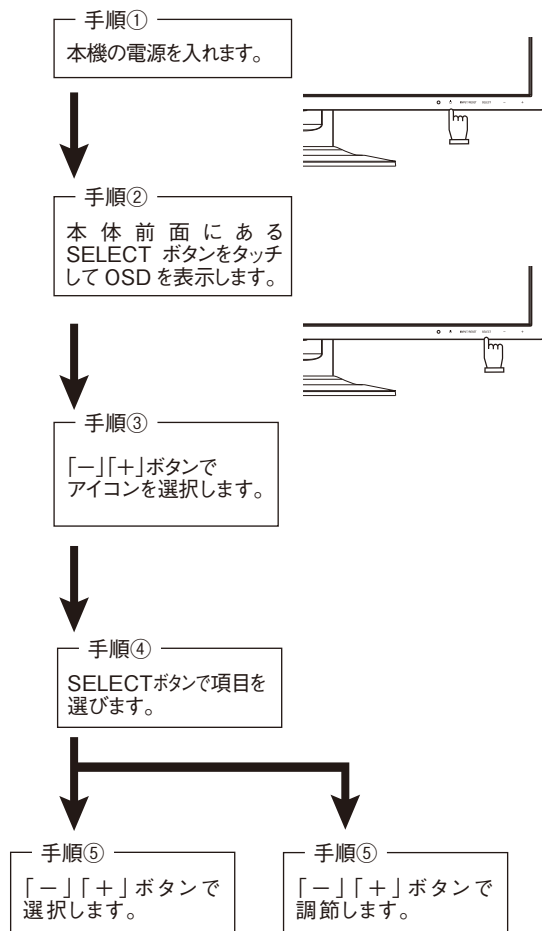 手順①
本機の電源を入れます。
手順②
本体前面にある
SELECT ボタンをタッチ
して OSD を表示します。
手順③
「－」「＋」ボタンで
アイコンを選択します。
手順④
SELECTボタンで項目を
選びます。
手順⑤
「－」「＋」ボタンで
選択します。
手順⑤
「－」「＋」ボタンで
調節します。